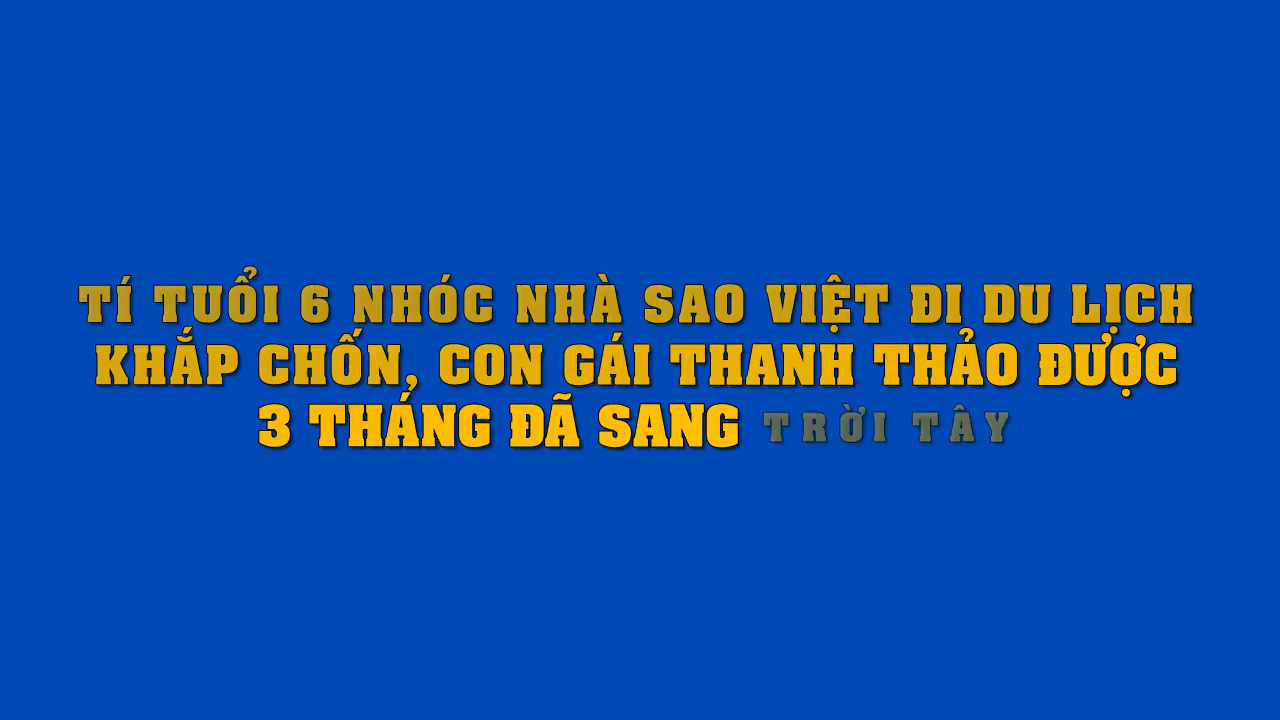 TÍ TUỔI 6 NHÓC NHÀ SAO VIỆT ĐI DU LỊCH
KHẮP CHỐN, CON GÁI THANH THẢO ĐƯỢC
3 THÁNG ĐÃ SANG TRỜI TÂY